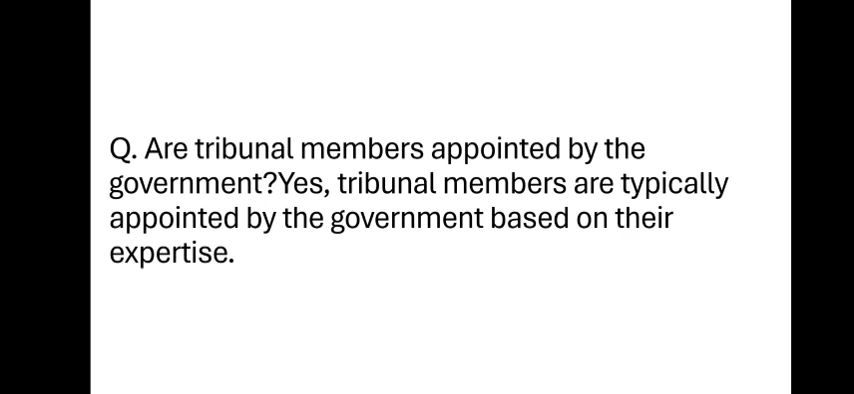 Q. Are tribunal members appointed by the
government?Yes, tribunal members are typically
appointed by the government based on their
expertise.